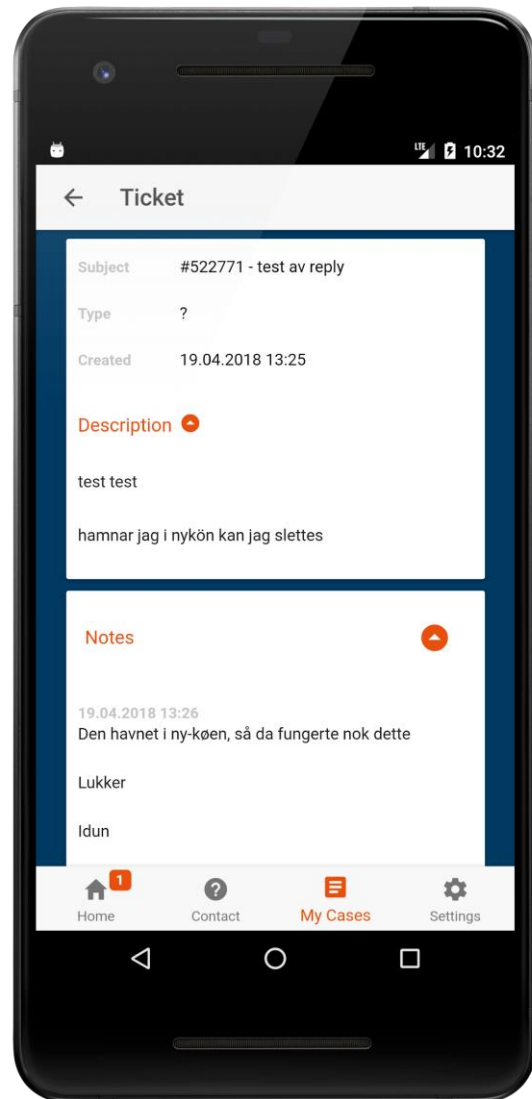 LTE 10:32
Ticket
Subject #522771 - test av reply
Type ?
Created 19.04.2018 13:25
Description
test test
hamnar jag i nykön kan jag slettes
Notes
19.04.2018 13:26
Den havnet i ny-køen, så da fungerte nok dette
Lukker
Idun
1
Home Contact My Cases Settings